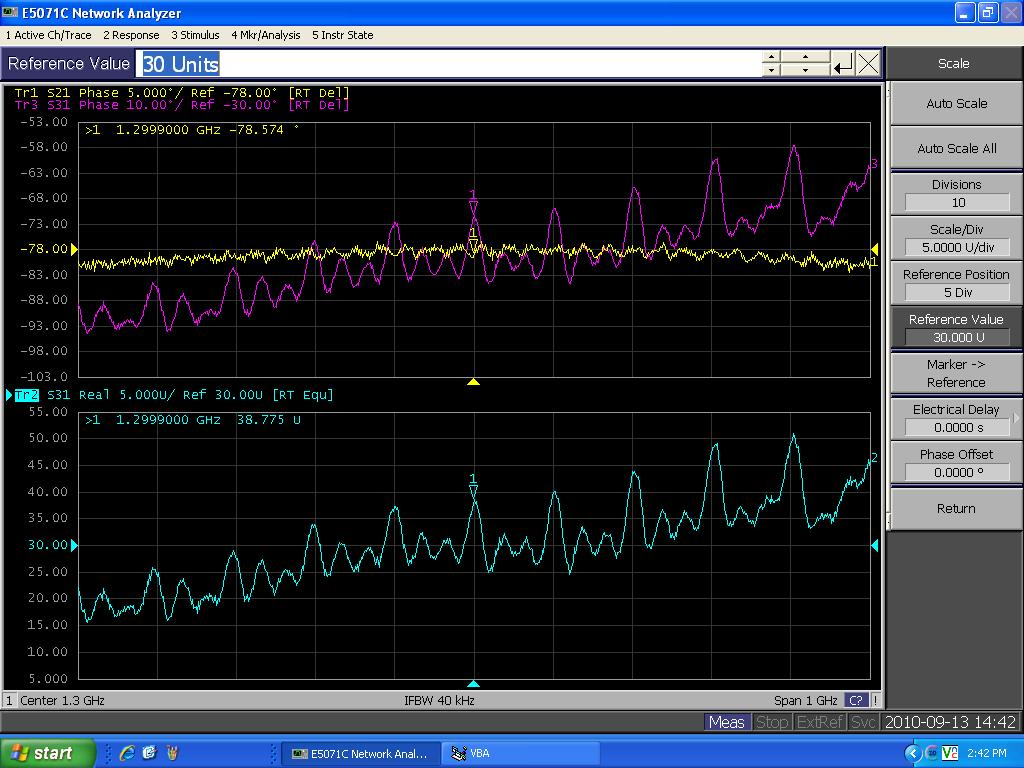 E5071C Network Analyzer
1 Active Ch/Trace 2 Response 3 Stimulus 4 Mkr/Analysis 5 Instr State
Reference Value 30 Units
Scale
Tr1 S21 Phase 5.000°/ Ref -78.00° [RT Del]
Tr3 S31 Phase 10.00°/ Ref -30.00° [RT Del]
-53.00
>1 1.2999000 GHz -78.574 °
-58.00
-63.00
-68.00
-73.00
-78.00
-83.00
-88.00
-93.00
-98.00
-103.0
1
1
3
1
Tr2 S31 Real 5.000U/ Ref 30.00U [RT Equ]
55.00
>1 1.2999000 GHz 38.775 U
50.00
45.00
40.00
35.00
30.00
25.00
20.00
15.00
10.00
5.000
1
2
Auto Scale
Auto Scale All
Divisions
10
Scale/Div
5.0000 U/div
Reference Position
5 Div
Reference Value
30.000 U
Marker ->
Reference
Electrical Delay
0.0000 s
Phase Offset
0.0000 °
Return
1 Center 1.3 GHz IFBW 40 kHz Span 1 GHz C? !
Meas Stop ExtRef Svc 2010-09-13 14:42
start E5071C Network Anal... VBA 2:42 PM